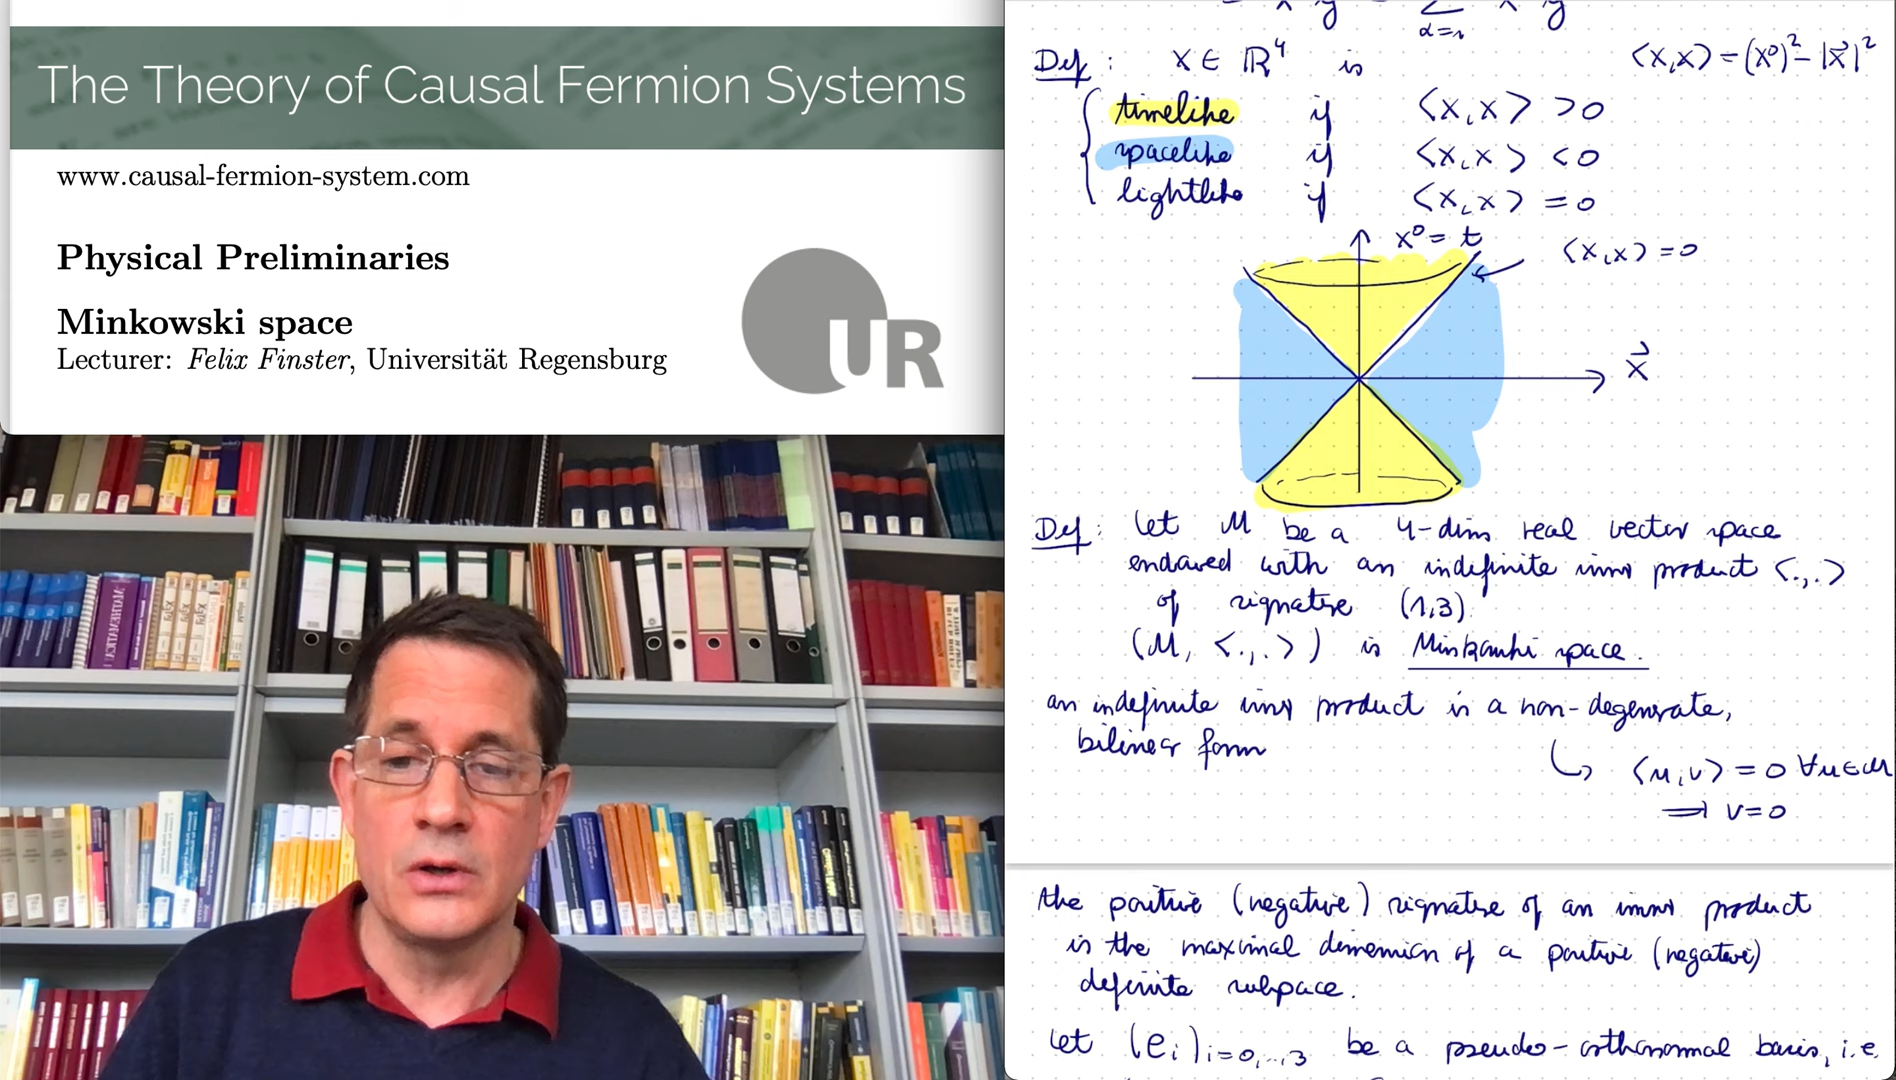 The Theory of Causal Fermion Systems
www.causal-fermion-system.com
Physical Preliminaries
Minkowski space
Lecturer: Felix Finster, Universität Regensburg
UR
α=1
Def: x ∈ ℝ⁴ is
<x,x> = (x⁰)² - |x⃗|²
timelike if <x,x> > 0
spacelike if <x,x> < 0
lightlike if <x,x> = 0
x⁰ = t
<x,x> = 0
x⃗
Def: Let M be a 4-dim real vector space
endowed with an indefinite inner product <.,.>
of signature (1,3).
(M, <.,.>) is Minkowski space.
an indefinite inner product is a non-degenerate,
bilinear form
<u,v> = 0 ∀u∈M
⟹ v=0
the positive (negative) signature of an inner product
is the maximal dimension of a positive (negative)
definite subspace.
Let (eᵢ)ᵢ₌₀,...,₃ be a pseudo-orthonormal basis, i.e.